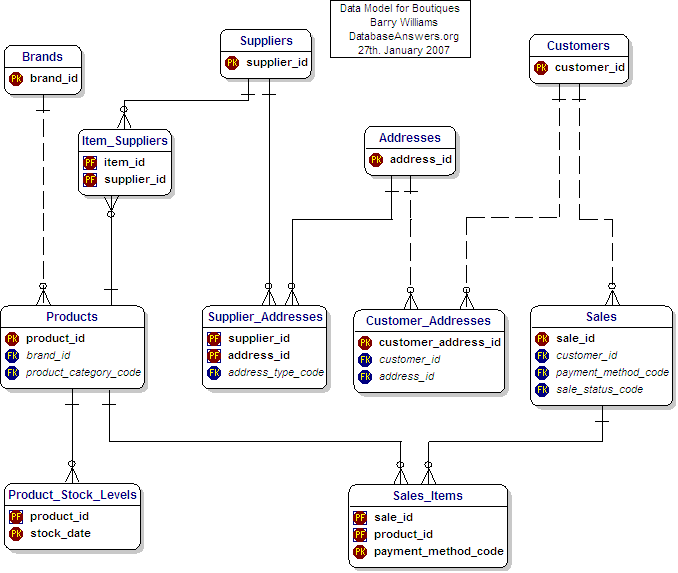 Data Model for Boutiques
Barry Williams
DatabaseAnswers.org
27th. January 2007
Brands
PK brand_id
Suppliers
PK supplier_id
Customers
PK customer_id
Item_Suppliers
PF item_id
PF supplier_id
Addresses
PK address_id
Products
PK product_id
FK brand_id
FK product_category_code
Supplier_Addresses
PF supplier_id
PF address_id
FK address_type_code
Customer_Addresses
PK customer_address_id
FK customer_id
FK address_id
Sales
PK sale_id
FK customer_id
FK payment_method_code
FK sale_status_code
Product_Stock_Levels
PF product_id
PK stock_date
Sales_Items
PF sale_id
PF product_id
PK payment_method_code